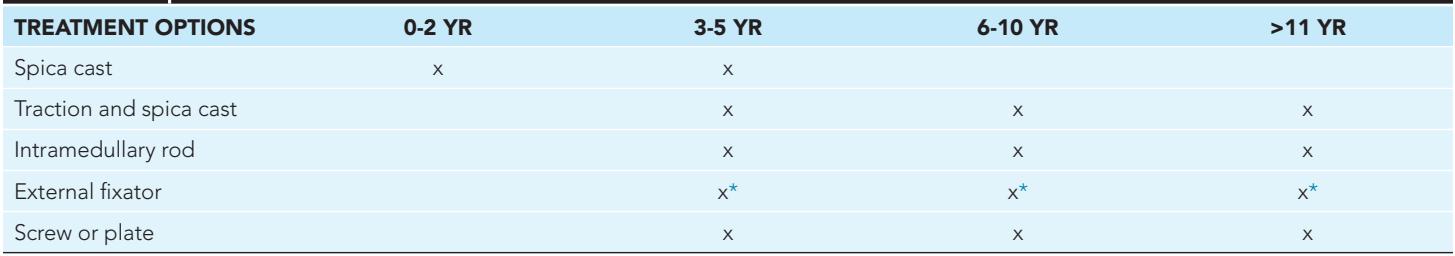 TREATMENT OPTIONS 0-2 YR 3-5 YR 6-10 YR >11 YR
Spica cast x x
Traction and spica cast x x x
Intramedullary rod x x x
External fixator x* x* x*
Screw or plate x x x